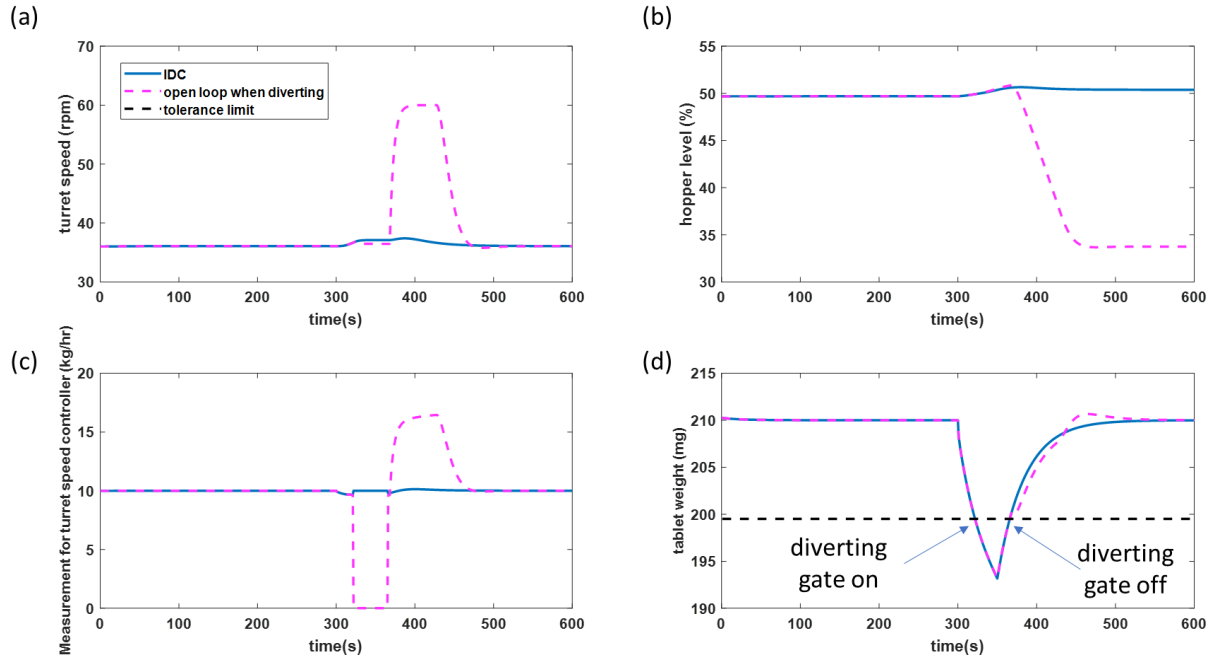 (a)
70
60
50
40
30
turret speed (rpm)
IDC
open loop when diverting
tolerance limit
0 100 200 300 400 500 600
time(s)
(b)
55
50
45
40
35
30
hopper level (%)
0 100 200 300 400 500 600
time(s)
(c)
20
15
10
5
0
Measurement for turret speed controller (kg/hr)
0 100 200 300 400 500 600
time(s)
(d)
215
210
205
200
195
190
tablet weight (mg)
diverting
gate on
diverting
gate off
0 100 200 300 400 500 600
time(s)